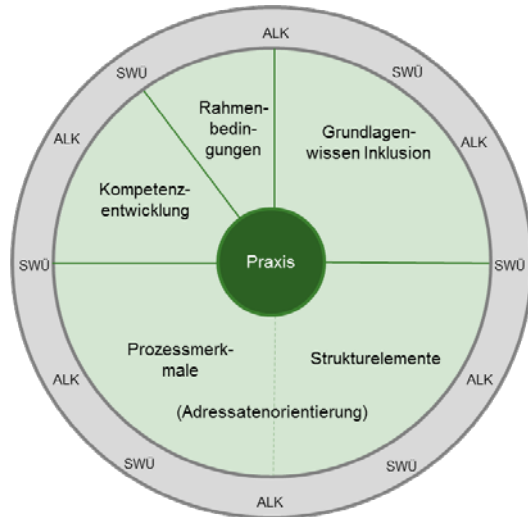 ALK
SWÜ
SWÜ
Rahmen-
bedin-
gungen
Grundlagen-
wissen Inklusion
ALK
ALK
Kompetenz-
entwicklung
SWÜ
Praxis
SWÜ
Prozessmerk-
male
Strukturelemente
ALK
ALK
(Adressatenorientierung)
SWÜ
SWÜ
ALK